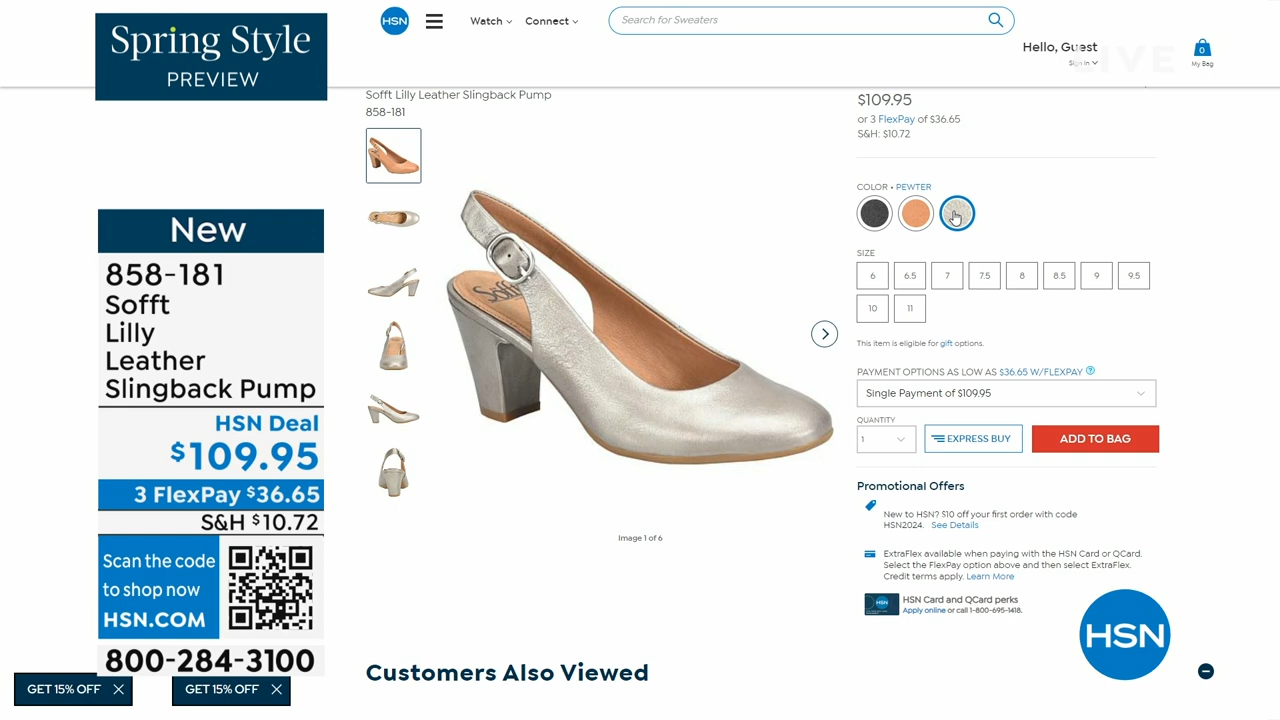 Spring Style
PREVIEW
HSN
Watch
Connect
Search for Sweaters
Hello, Guest
Sign In
LIVE
0
My Bag
Sofft Lilly Leather Slingback Pump
858-181
$109.95
or 3 FlexPay of $36.65
S&H: $10.72
COLOR • PEWTER
SIZE
6 6.5 7 7.5 8 8.5 9 9.5
10 11
This item is eligible for gift options.
PAYMENT OPTIONS AS LOW AS $36.65 W/FLEXPAY ?
Single Payment of $109.95
QUANTITY
1
EXPRESS BUY
ADD TO BAG
Promotional Offers
New to HSN? $10 off your first order with code
HSN2024. See Details
ExtraFlex available when paying with the HSN Card or QCard.
Select the FlexPay option above and then select ExtraFlex.
Credit terms apply. Learn More
HSN
HSN Card and QCard perks
Apply online or call 1-800-695-1418.
Sofft
Image 1 of 6
Customers Also Viewed
HSN
New
858-181
Sofft
Lilly
Leather
Slingback Pump
HSN Deal
$109.95
3 FlexPay $36.65
S&H $10.72
Scan the code
to shop now
HSN.COM
800-284-3100
GET 15% OFF
GET 15% OFF